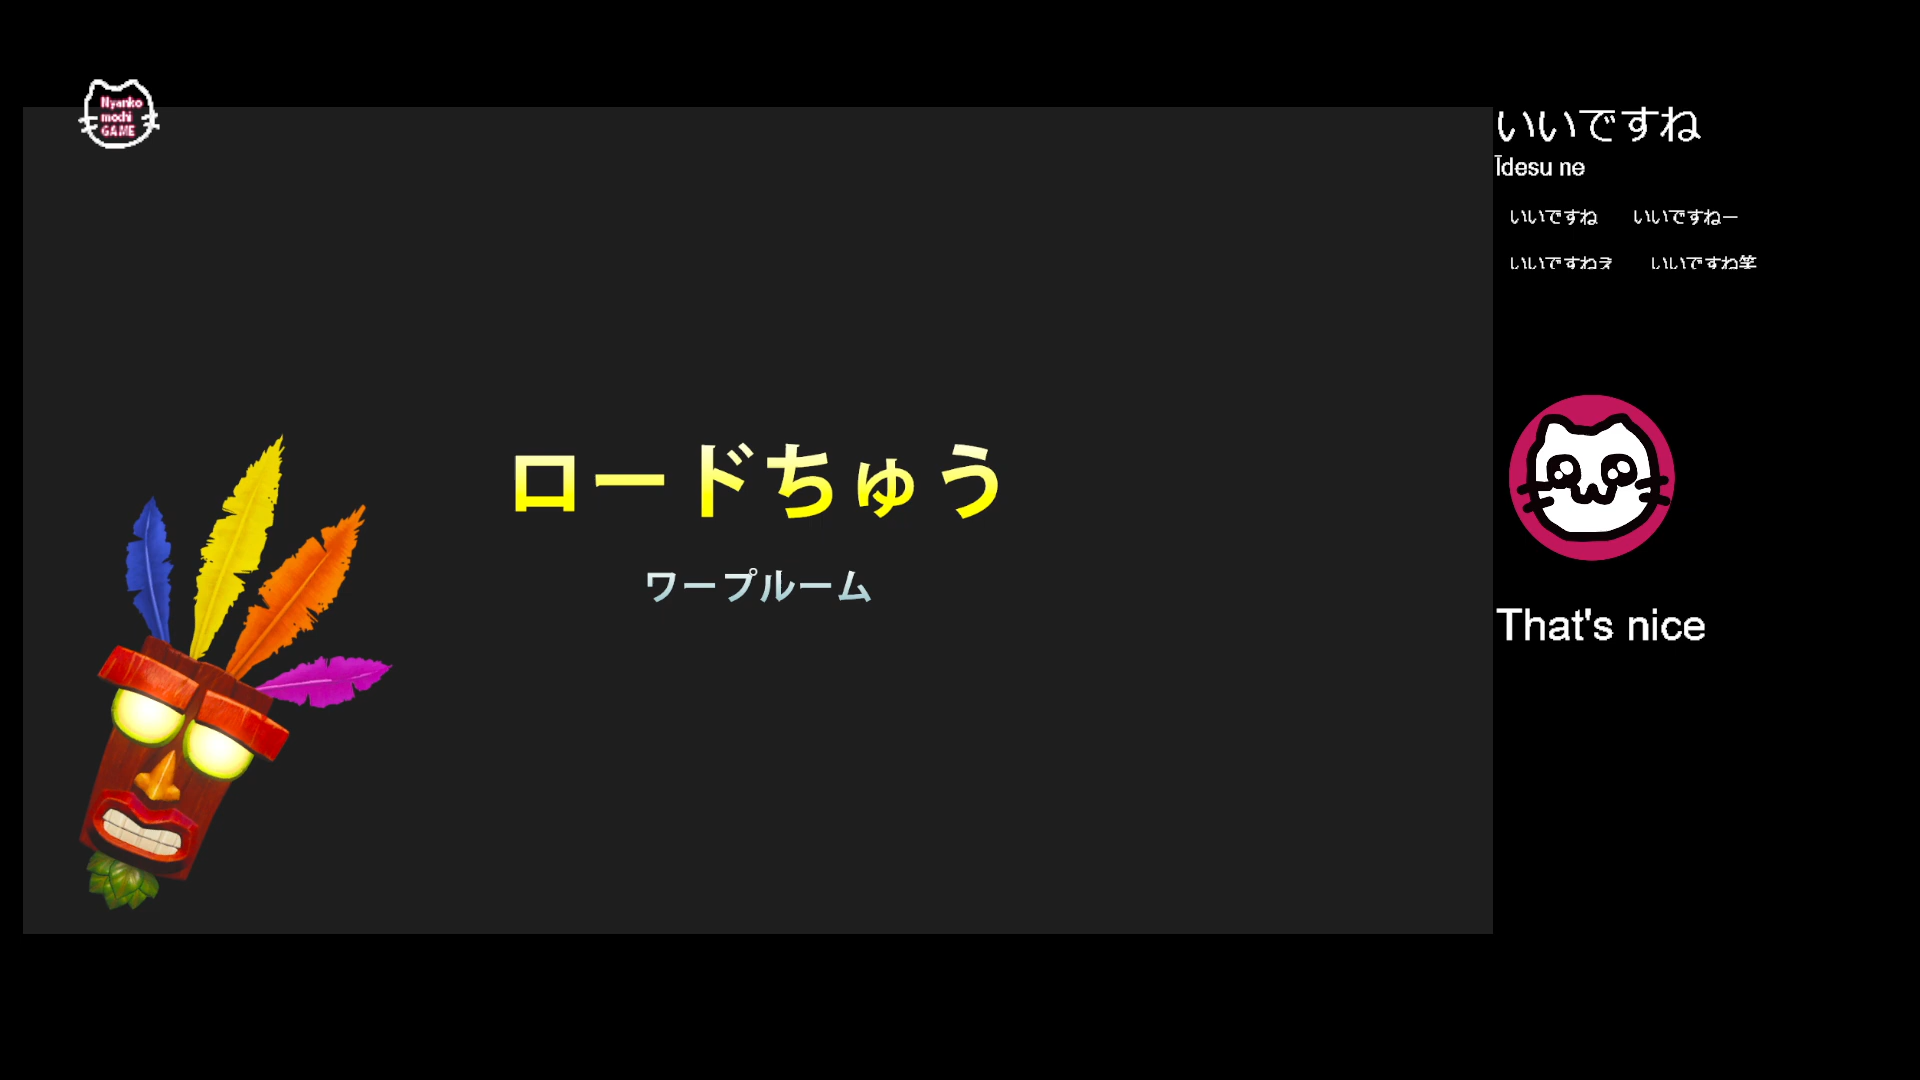 Nyanko
mochi
GAME
いいですね
Īdesu ne
いいですね いいですねー
いいですねえ いいですね笑
ロードちゅう
ワープルーム
That's nice